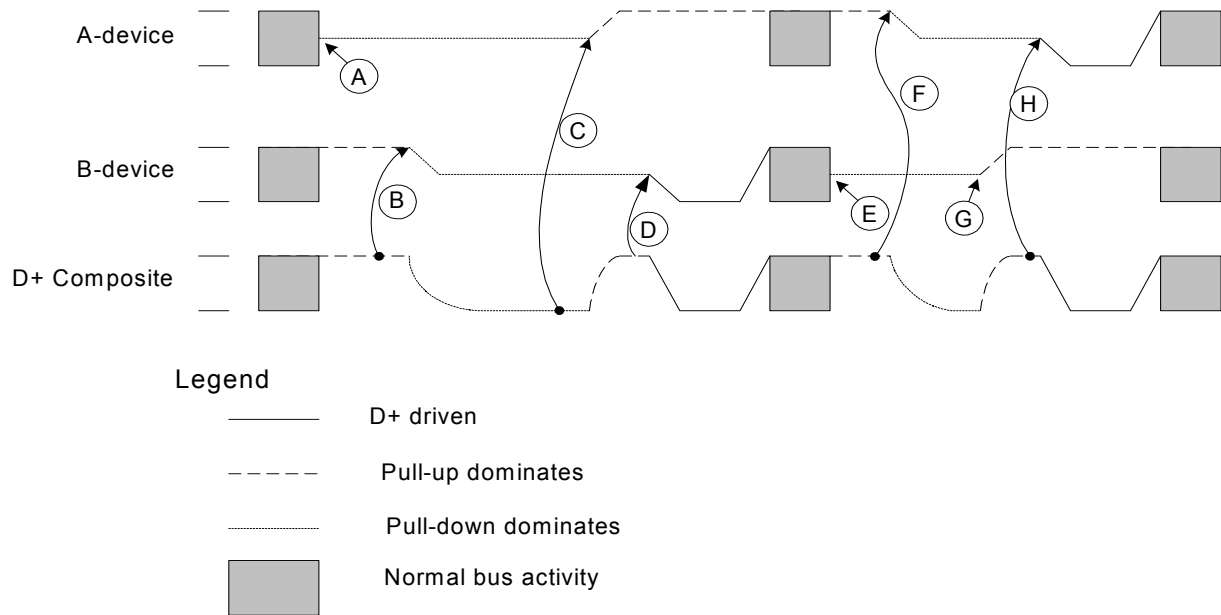 A-device
A
F
C
H
B-device
B
D
E
G
D+ Composite
Legend
D+ driven
Pull-up dominates
Pull-down dominates
Normal bus activity